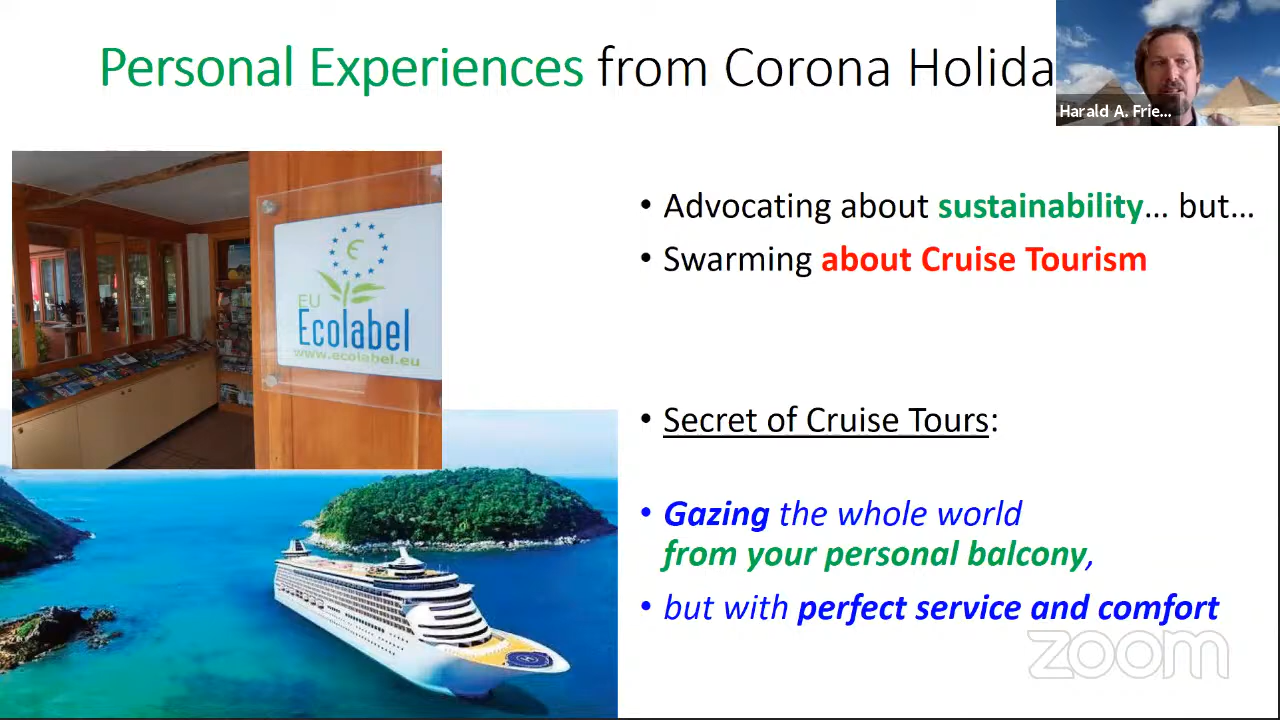 Personal Experiences from Corona Holida
Harald A. Frie...
EU
Ecolabel
www.ecolabel.eu
• Advocating about sustainability... but...
• Swarming about Cruise Tourism
• Secret of Cruise Tours:
• Gazing the whole world
from your personal balcony,
• but with perfect service and comfort
zoom